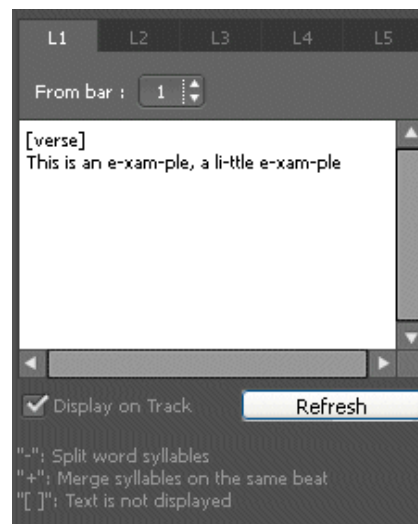 L1 L2 L3 L4 L5
From bar : 1
[verse]
This is an e-xam-ple, a li-ttle e-xam-ple
Display on Track Refresh
"-": Split word syllables
"+": Merge syllables on the same beat
"[ ]": Text is not displayed